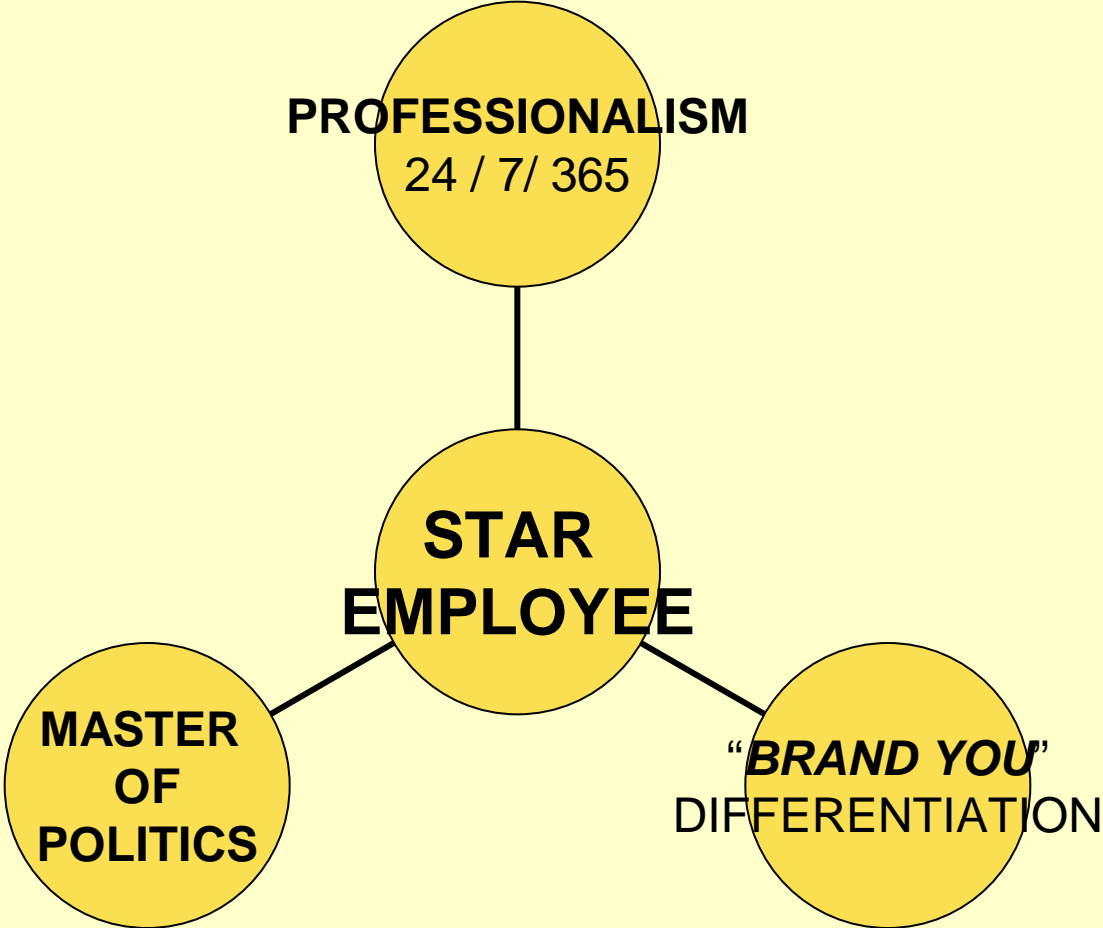 PROFESSIONALISM
24 / 7/ 365
STAR
EMPLOYEE
MASTER
OF
POLITICS
“BRAND YOU”
DIFFERENTIATION